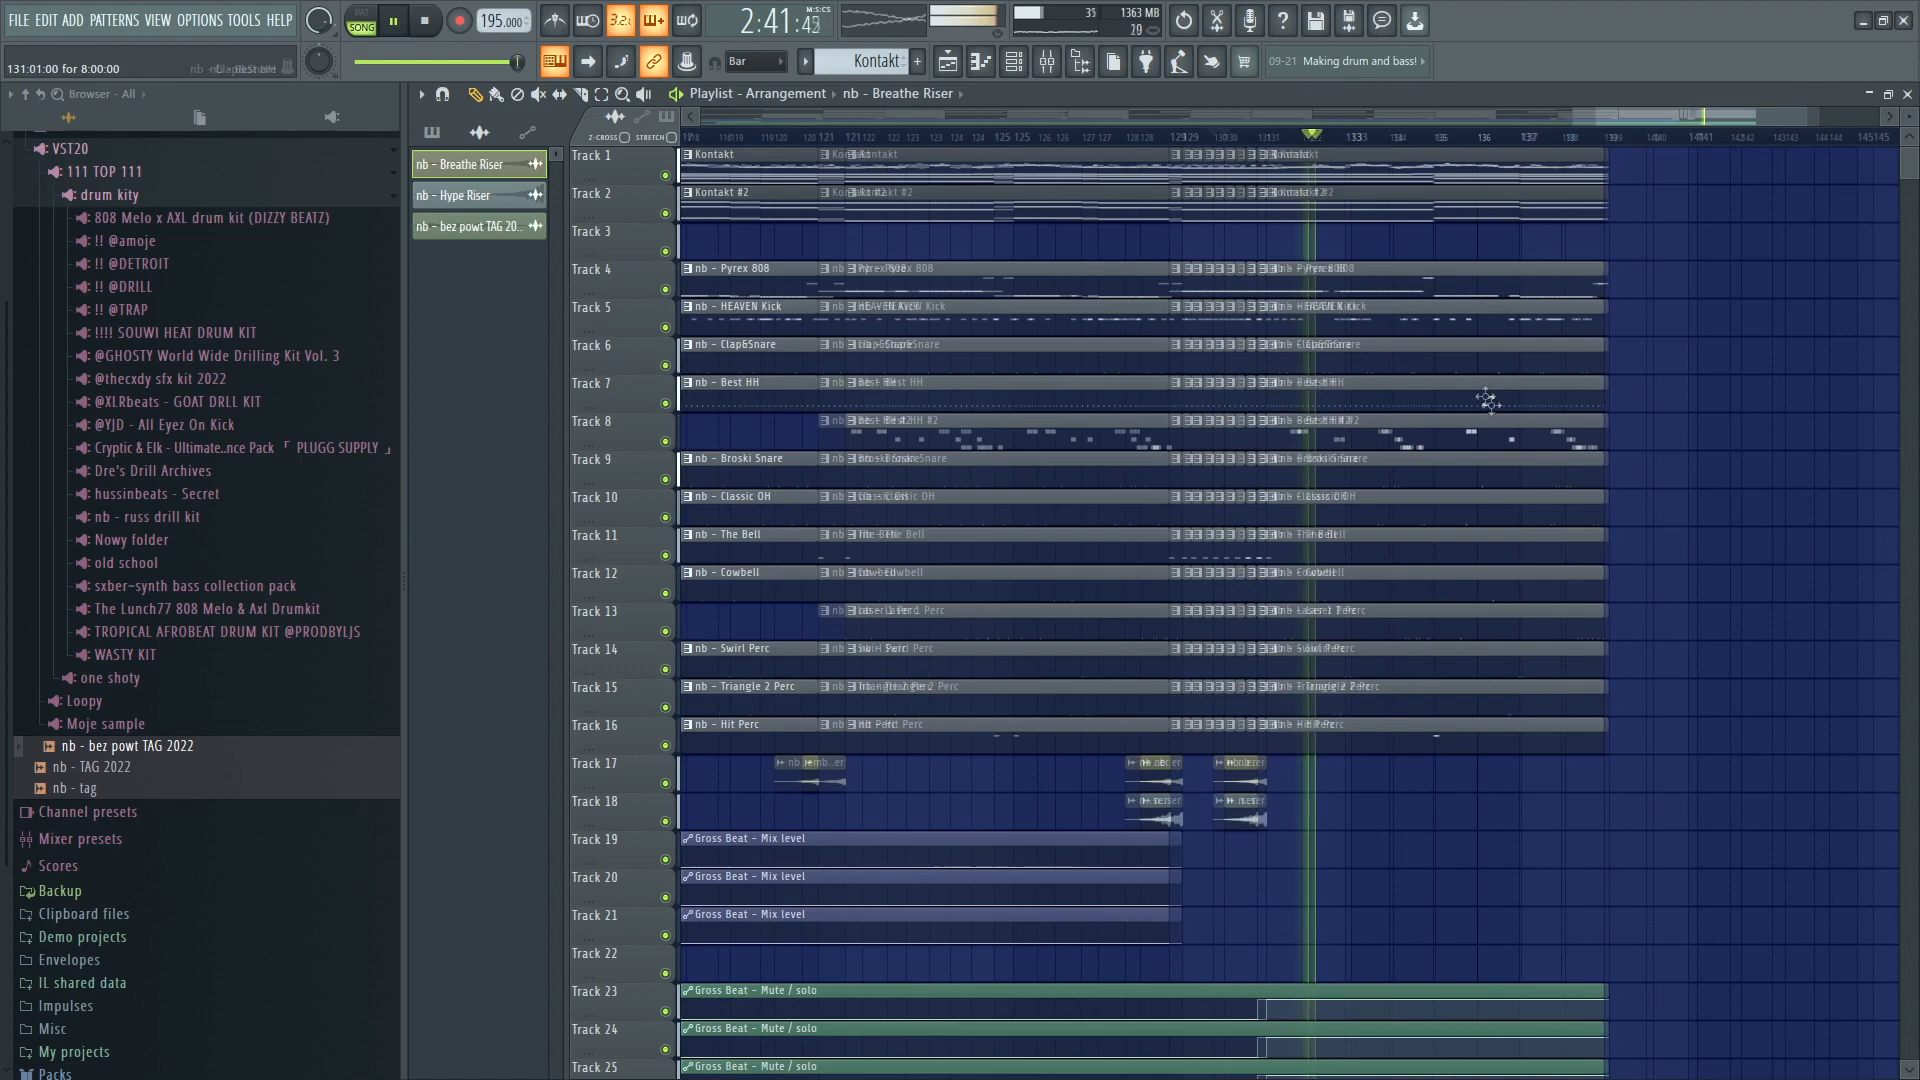 FILE EDIT ADD PATTERNS VIEW OPTIONS TOOLS HELP
PAT
SONG
195.000
3.2.
M:S:CS
35
1363 MB
131:01:00 for 8:00:00
Bar
Kontakt
09-21 Making drum and bass!
Browser - All
Playlist - Arrangement
nb - Breathe Riser
Z-CROSS
STRETCH
VST20
111 TOP 111
drum kity
808 Melo x AXL drum kit (DIZZY BEATZ)
!! @amoje
!! @DETROIT
!! @DRILL
!! @TRAP
!!!! SOUWI HEAT DRUM KIT
@GHOSTY World Wide Drilling Kit Vol. 3
@thecxdy sfx kit 2022
@XLRbeats - GOAT DRLL KIT
@YJD - All Eyez On Kick
Cryptic & Elk - Ultimate..nce Pack 「 PLUGG SUPPLY 」
Dre's Drill Archives
hussinbeats - Secret
nb - russ drill kit
Nowy folder
old school
sxber~synth bass collection pack
The Lunch77 808 Melo & Axl Drumkit
TROPICAL AFROBEAT DRUM KIT @PRODBYLJS
WASTY KIT
one shoty
Loopy
Moje sample
nb - bez powt TAG 2022
nb - TAG 2022
nb - tag
Channel presets
Mixer presets
Scores
Backup
Clipboard files
Demo projects
Envelopes
IL shared data
Impulses
Misc
My projects
Packs
nb - Breathe Riser
nb - Hype Riser
nb - bez powt TAG 20..
Track 1
Kontakt
Track 2
Kontakt #2
Track 3
Track 4
nb - Pyrex 808
Track 5
nb - HEAVEN Kick
Track 6
nb - Clap&Snare
Track 7
nb - Best HH
Track 8
Track 9
nb - Broski Snare
Track 10
nb - Classic OH
Track 11
nb - The Bell
Track 12
nb - Cowbell
Track 13
Track 14
nb - Swirl Perc
Track 15
nb - Triangle 2 Perc
Track 16
nb - Hit Perc
Track 17
Track 18
Track 19
Gross Beat - Mix level
Track 20
Gross Beat - Mix level
Track 21
Gross Beat - Mix level
Track 22
Track 23
Gross Beat - Mute / solo
Track 24
Gross Beat - Mute / solo
Track 25
Gross Beat - Mute / solo